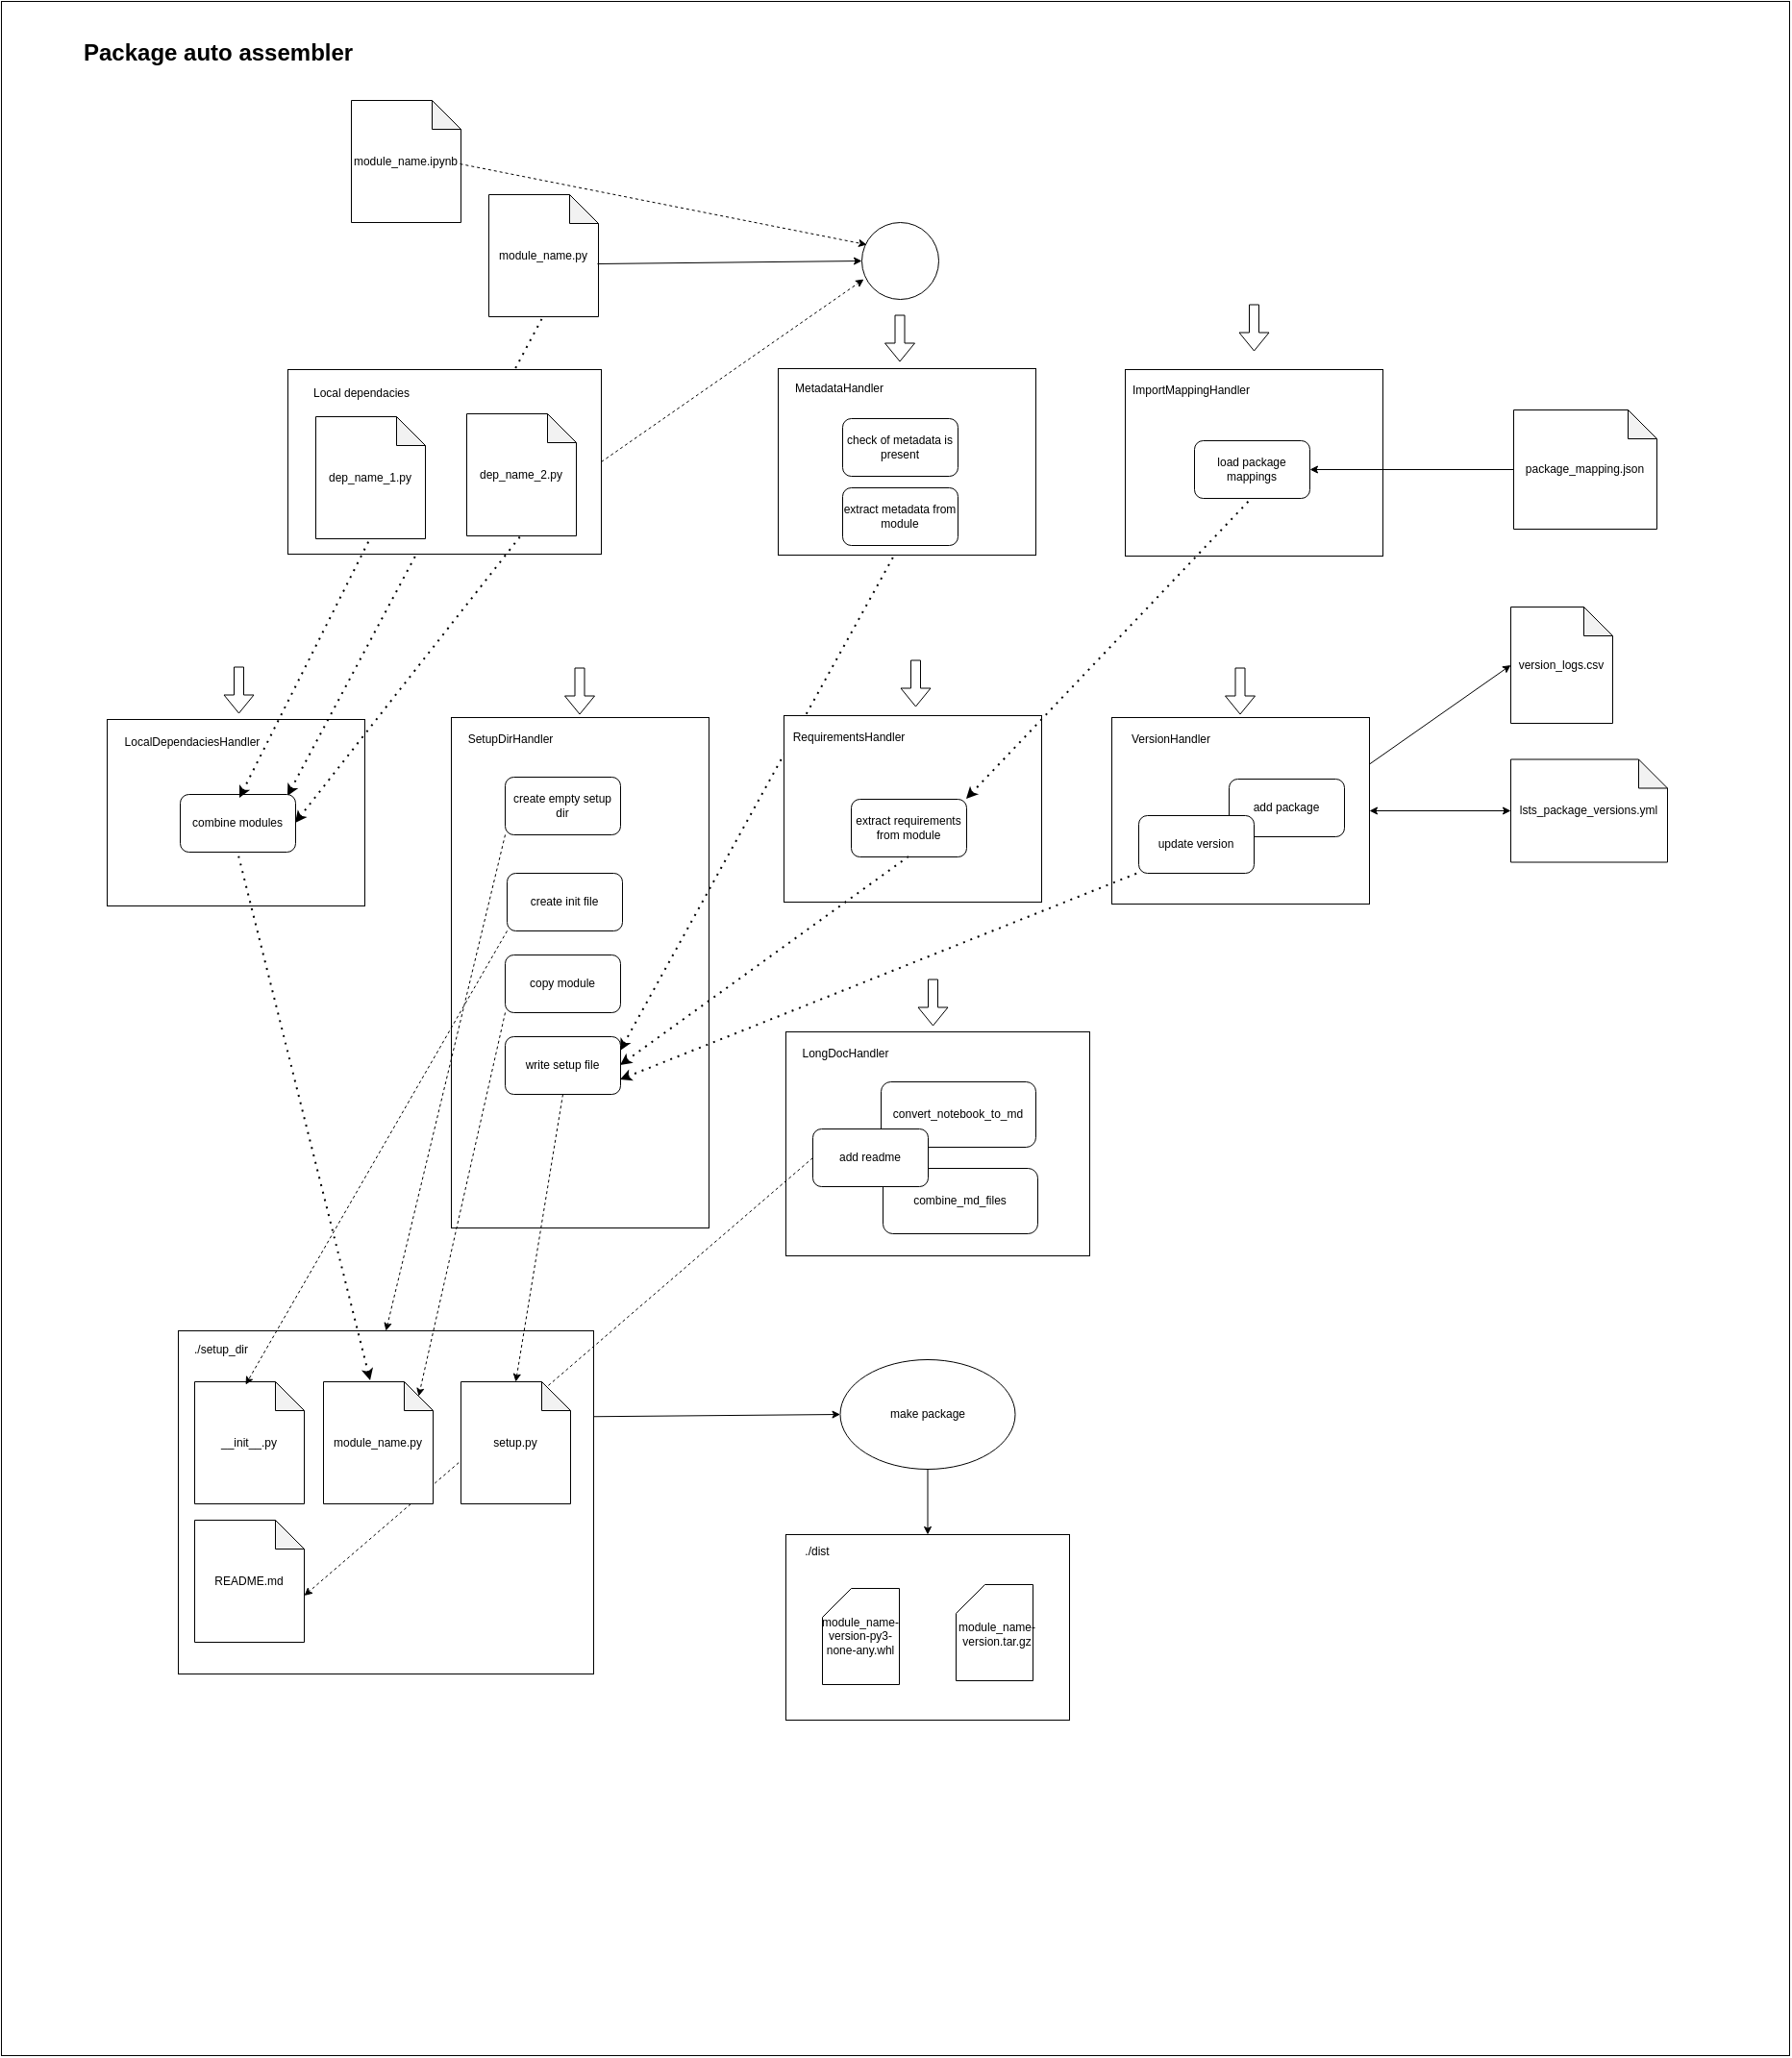 Package auto assembler
module_name.ipynb
module_name.py
Local dependacies
dep_name_1.py
dep_name_2.py
MetadataHandler
check of metadata is
present
extract metadata from
module
ImportMappingHandler
load package
mappings
package_mapping.json
version_logs.csv
LocalDependaciesHandler
combine modules
SetupDirHandler
create empty setup
dir
create init file
copy module
write setup file
RequirementsHandler
extract requirements
from module
VersionHandler
add package
update version
lsts_package_versions.yml
LongDocHandler
convert_notebook_to_md
add readme
combine_md_files
./setup_dir
__init__.py
module_name.py
setup.py
README.md
make package
./dist
module_name-
version-py3-
none-any.whl
module_name-
version.tar.gz